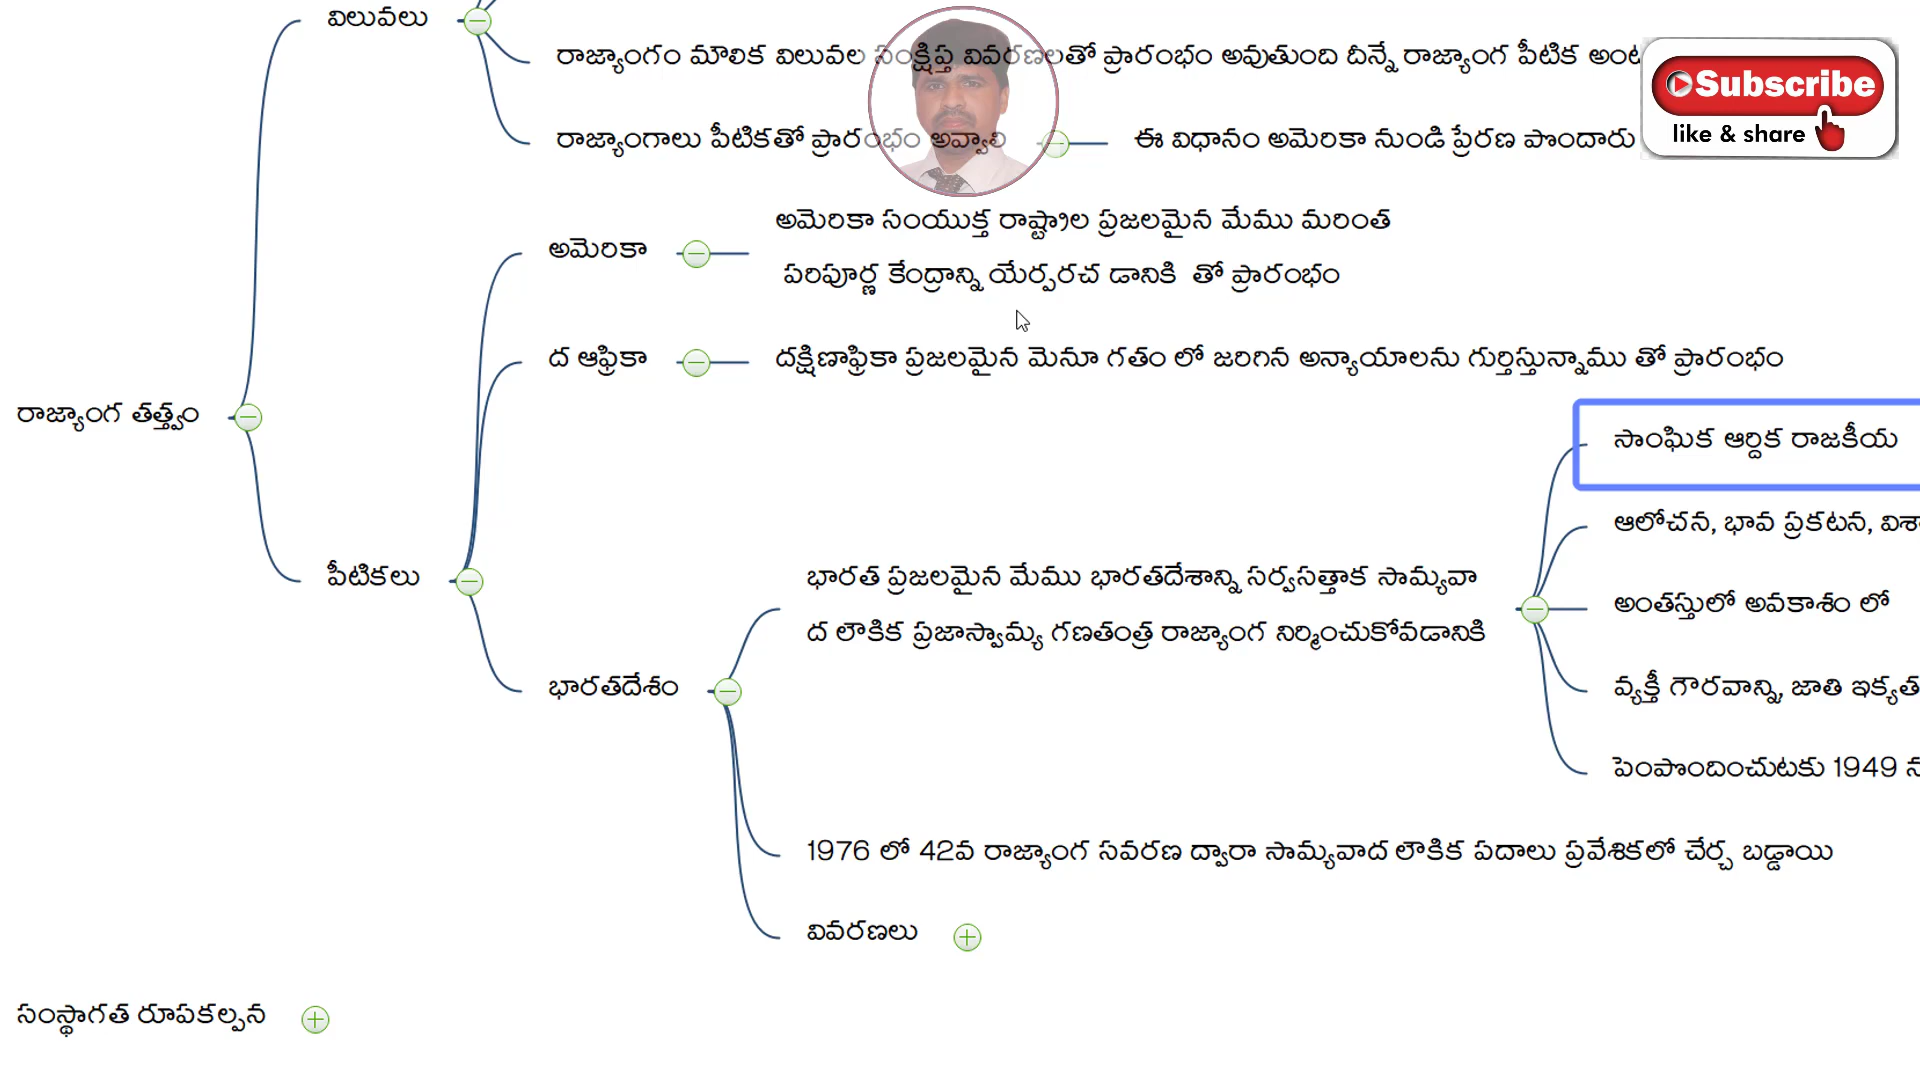 విలువలు
రాజ్యాంగం మౌలిక విలువల సంక్షిప్త వివరణలతో ప్రారంభం అవుతుంది దీన్నే రాజ్యాంగ పీటిక
రాజ్యాంగాలు పీటికతో ప్రారంభం అవ్వాలి
ఈ విధానం అమెరికా నుండి ప్రేరణ పొందారు
Subscribe
like & share
అమెరికా
అమెరికా సంయుక్త రాష్ట్రాల ప్రజలమైన మేము మరింత
పరిపూర్ణ కేంద్రాన్ని యేర్పరచ డానికి తో ప్రారంభం
ద ఆఫ్రికా
దక్షిణాఫ్రికా ప్రజలమైన మెనూ గతం లో జరిగిన అన్యాయాలను గుర్తిస్తున్నాము తో ప్రారంభం
రాజ్యాంగ తత్త్వం
సాంఘిక ఆర్దిక రాజకీయ
ఆలోచన, భావ ప్రకటన,
పీటికలు
భారత ప్రజలమైన మేము భారతదేశాన్ని సర్వసత్తాక సామ్యవా
ద లౌకిక ప్రజాస్వామ్య గణతంత్ర రాజ్యాంగ నిర్మించుకోవడానికి
అంతస్తులో అవకాశం లో
వ్యక్తీ గౌరవాన్ని, జాతి ఇక్యత
భారతదేశం
పెంపొందించుటకు 1949
1976 లో 42వ రాజ్యాంగ సవరణ ద్వారా సామ్యవాద లౌకిక పదాలు ప్రవేశికలో చేర్చ బడ్డాయి
వివరణలు
సంస్థాగత రూపకల్పన